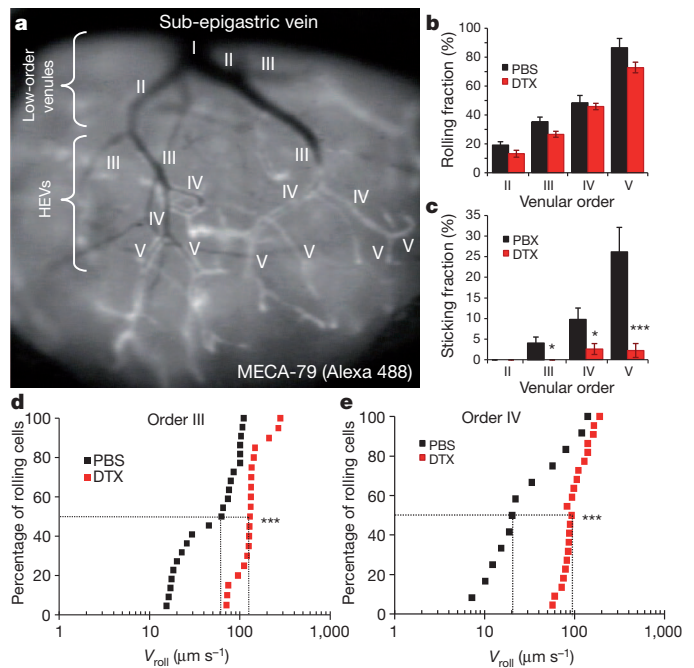 a
Sub-epigastric vein
Low-order
venules
HEVs
I
II
II
III
III
III
III
IV
IV
IV
IV
V
V
V
V
V
MECA-79 (Alexa 488)
b
Rolling fraction (%)
100
80
60
40
20
0
PBS
DTX
II III IV V
Venular order
c
Sticking fraction (%)
35
30
25
20
15
10
5
0
PBX
DTX
* * ***
II III IV V
Venular order
d
Order III
Percentage of rolling cells
100
80
60
40
20
0
PBS
DTX
***
1 10 100 1,000
Vroll (μm s⁻¹)
e
Order IV
Percentage of rolling cells
100
80
60
40
20
0
PBS
DTX
***
1 10 100 1,000
Vroll (μm s⁻¹)